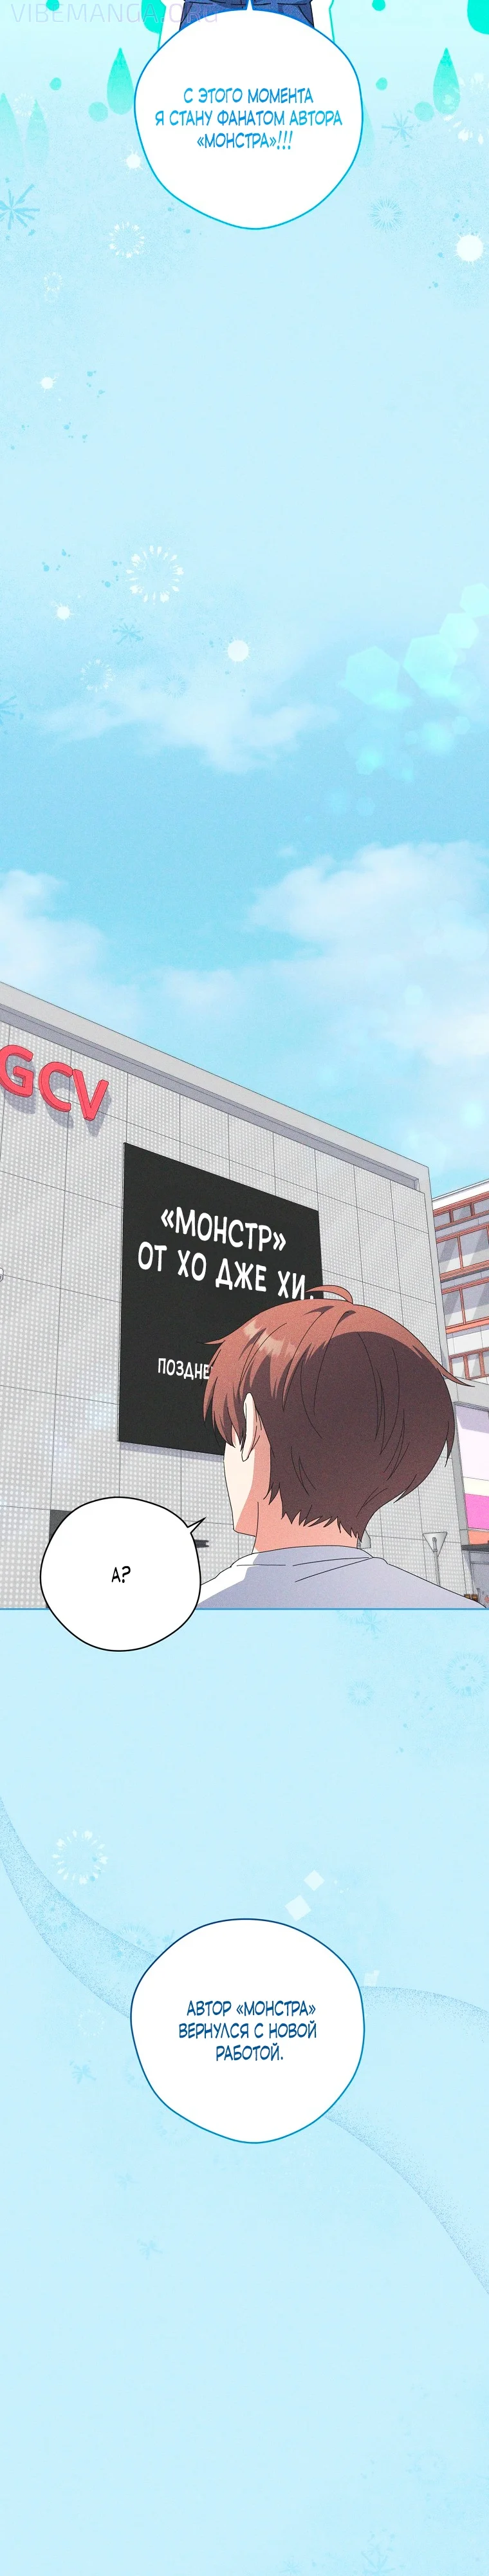 VIBEMANGA.ORG
С ЭТОГО МОМЕНТА
Я СТАНУ ФАНАТОМ АВТОРА
«МОНСТРА»!!!
GCV
«МОНСТР»
ОТ ХО ДЖЕ ХИ.
ПОЗДНЕ
А?
АВТОР «МОНСТРА»
ВЕРНУЛСЯ С НОВОЙ
РАБОТОЙ.